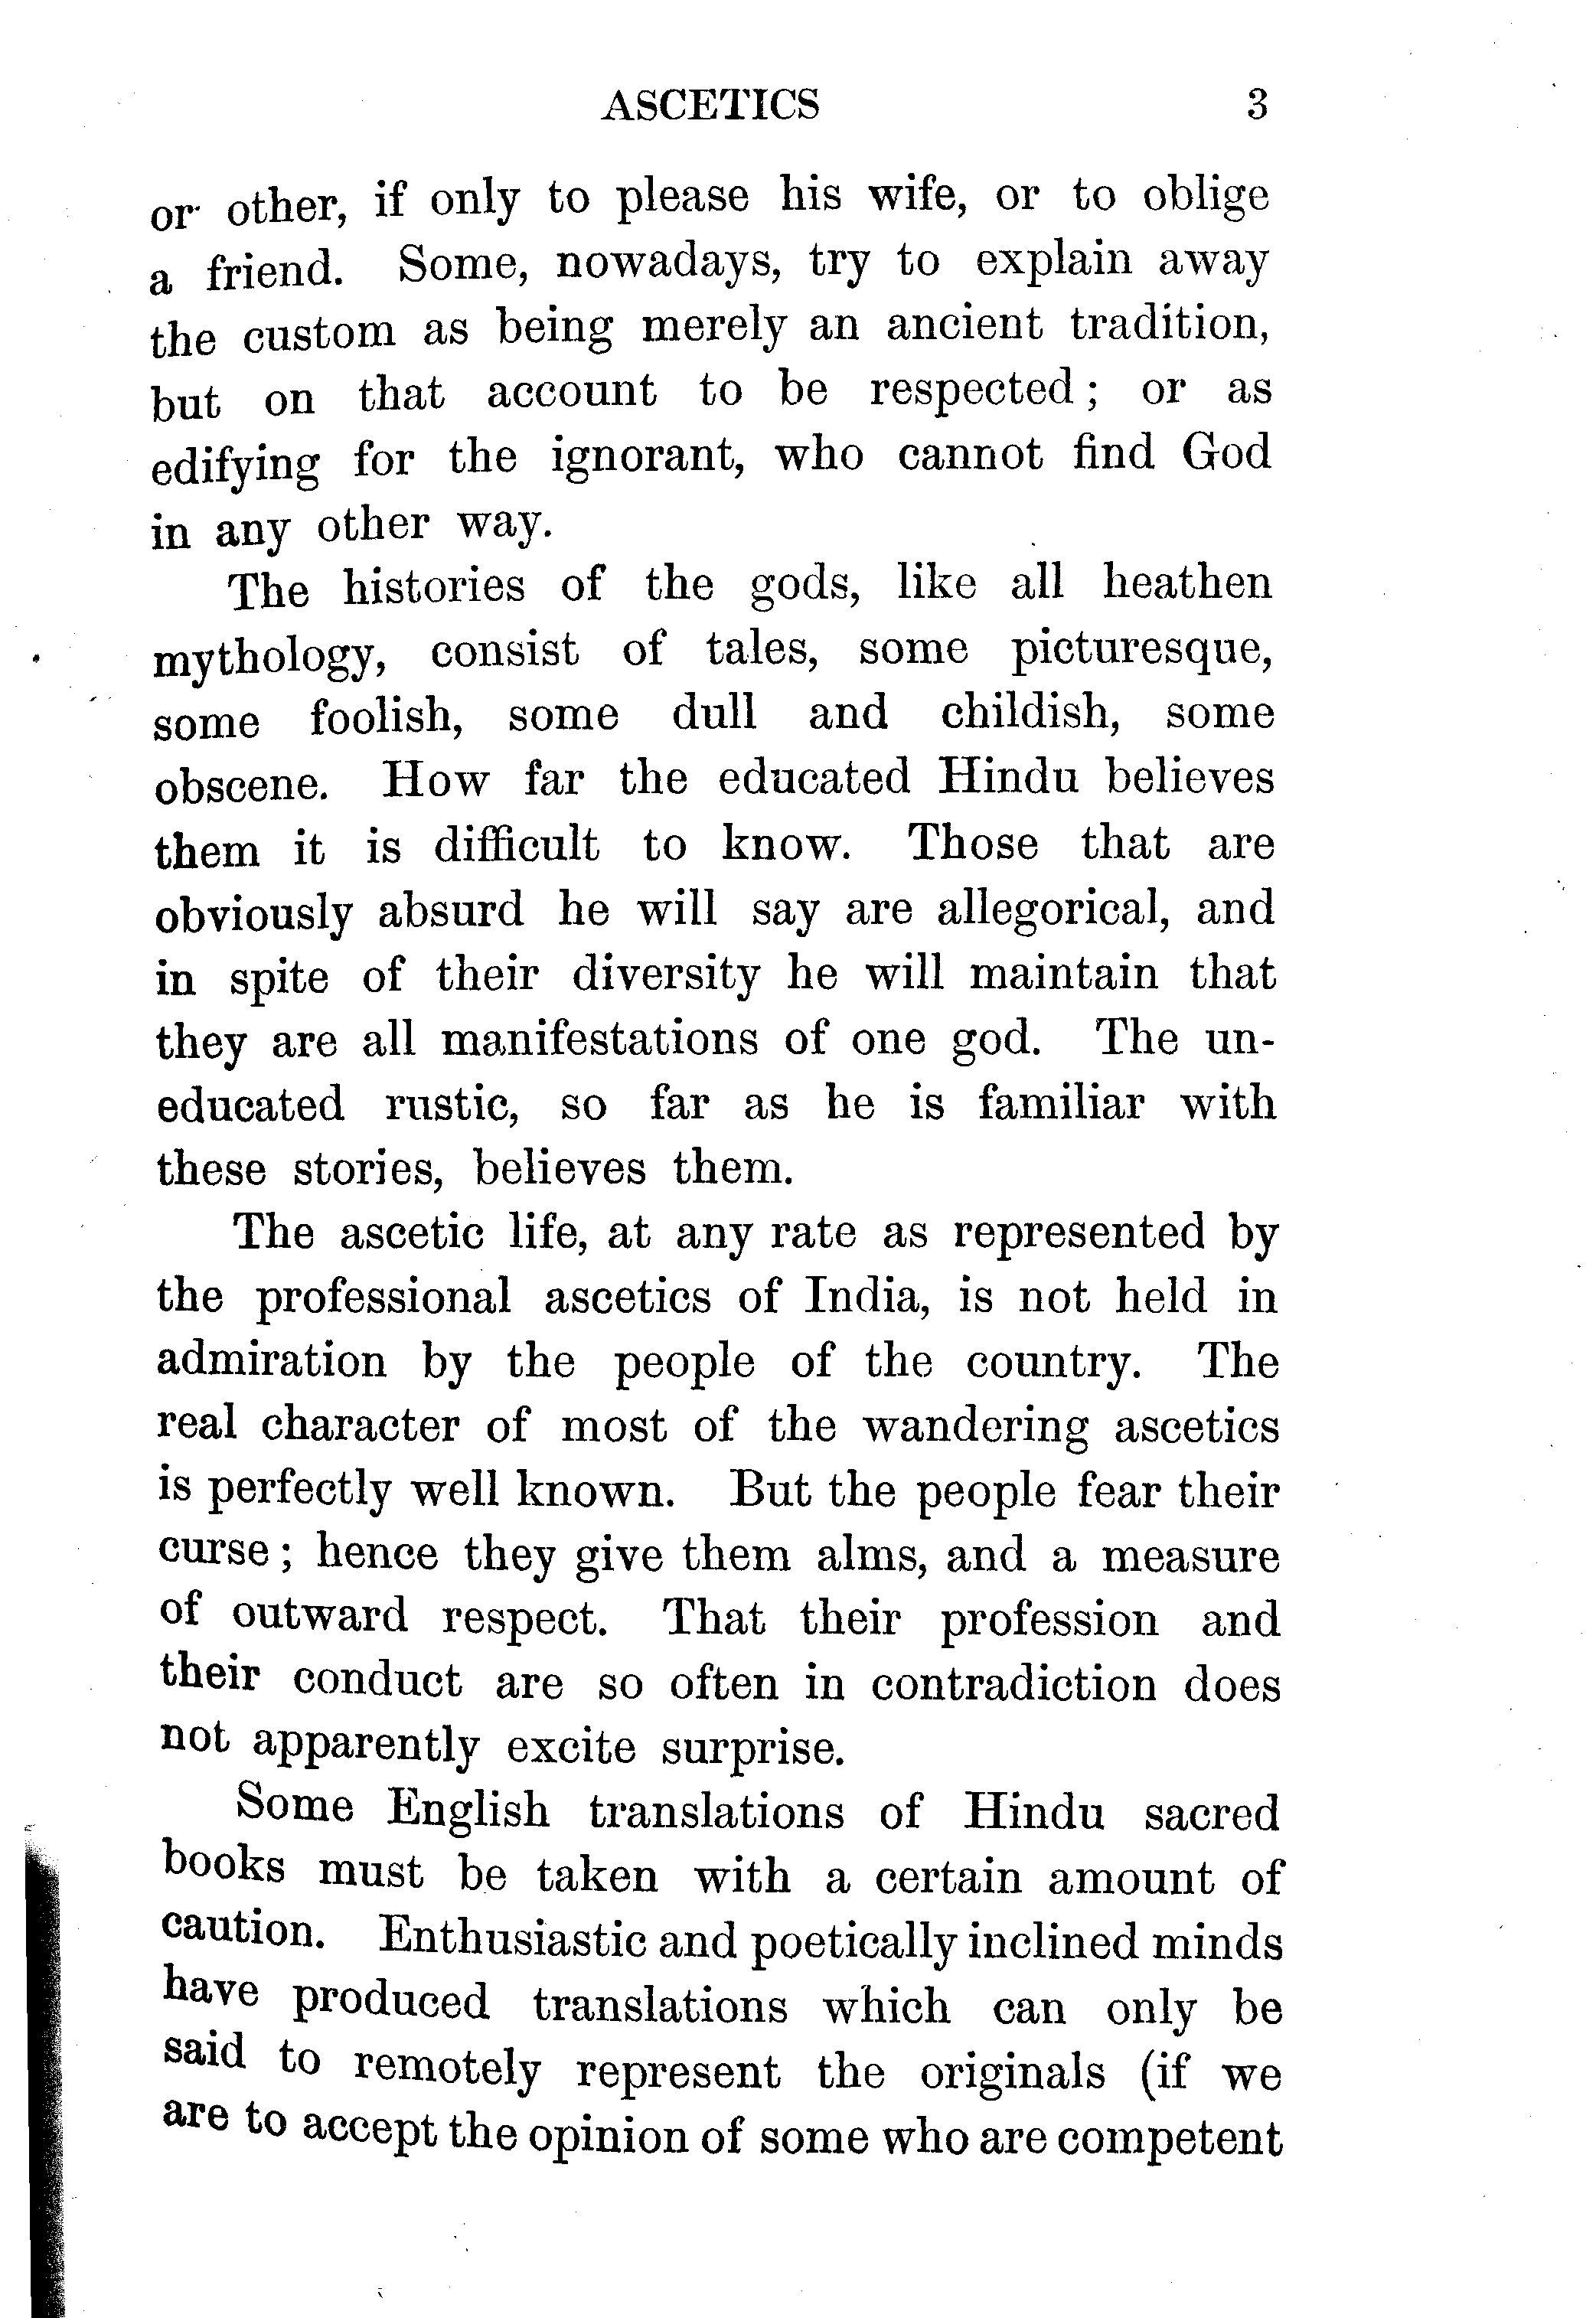 ASCETICS 3
or other, if only to please his wife, or to oblige
a friend. Some, nowadays, try to explain away
the custom as being merely an ancient tradition,
but on that account to be respected; or as
edifying for the ignorant, who cannot find God
in any other way.
The histories of the gods, like all heathen
mythology, consist of tales, some picturesque,
some foolish, some dull and childish, some
obscene. How far the educated Hindu believes
them it is difficult to know. Those that are
obviously absurd he will say are allegorical, and
in spite of their diversity he will maintain that
they are all manifestations of one god. The un-
educated rustic, so far as he is familiar with
these stories, believes them.
The ascetic life, at any rate as represented by
the professional ascetics of India, is not held in
admiration by the people of the country. The
real character of most of the wandering ascetics
is perfectly well known. But the people fear their
curse; hence they give them alms, and a measure
of outward respect. That their profession and
their conduct are so often in contradiction does
not apparently excite surprise.
Some English translations of Hindu sacred
books must be taken with a certain amount of
caution. Enthusiastic and poetically inclined minds
have produced translations which can only be
said to remotely represent the originals (if we
are to accept the opinion of some who are competent